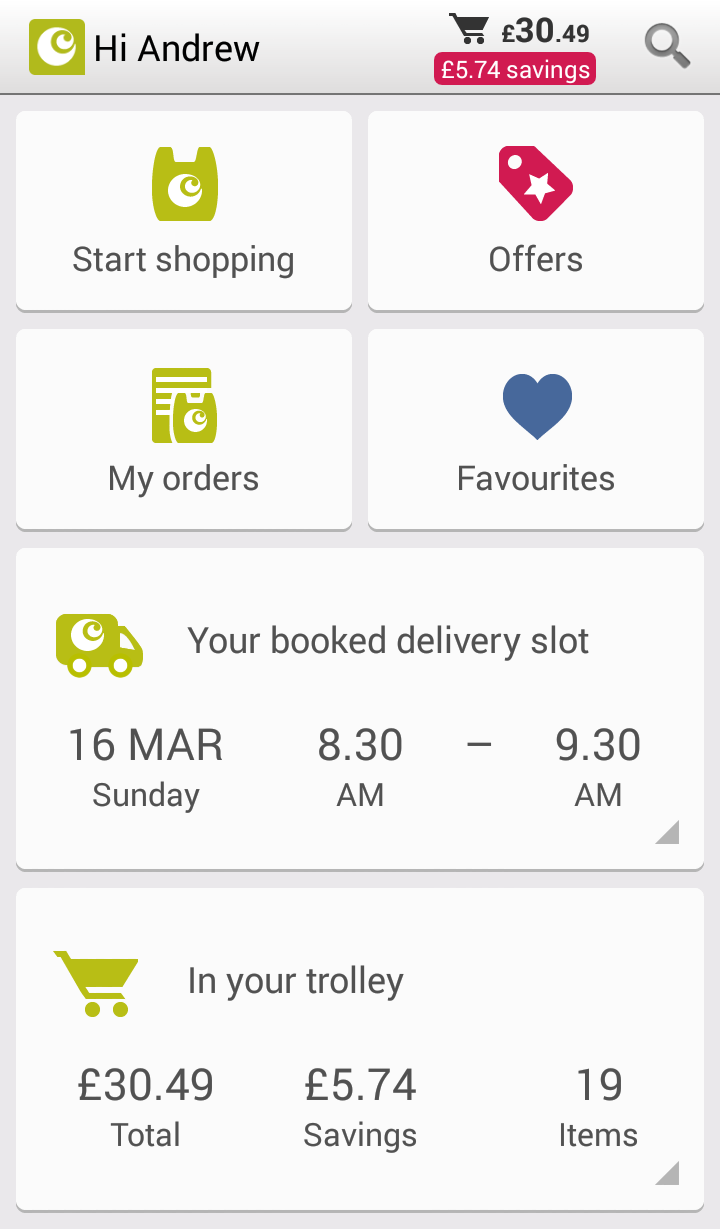 Hi Andrew
£30.49
£5.74 savings
Start shopping
Offers
My orders
Favourites
Your booked delivery slot
16 MAR 8.30 – 9.30
Sunday AM AM
In your trolley
£30.49 £5.74 19
Total Savings Items